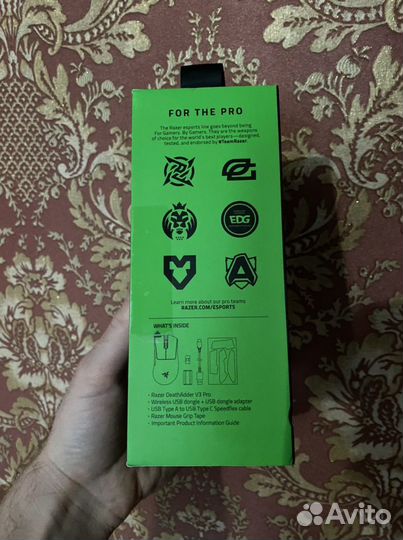 FOR THE PRO
The Razer esports line goes beyond being
For Gamers. By Gamers. They are the weapons
of choice for the world's best players—designed,
tested, and endorsed by #TeamRazer.
EDG
Learn more about our pro teams
RAZER.COM/ESPORTS
WHAT'S INSIDE
• Razer DeathAdder V3 Pro
• Wireless USB dongle + USB dongle adapter
• USB Type A to USB Type C Speedflex cable
• Razer Mouse Grip Tape
• Important Product Information Guide
Avito